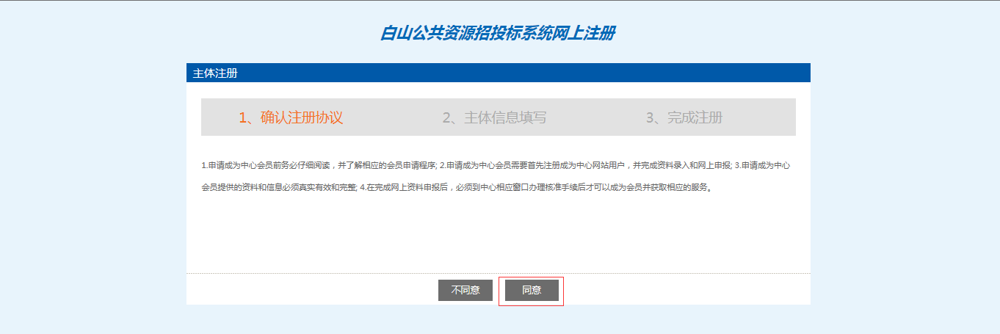 白山公共资源招投标系统网上注册
主体注册
1、确认注册协议 2、主体信息填写 3、完成注册
1.申请成为中心会员前务必仔细阅读，并了解相应的会员申请程序; 2.申请成为中心会员需要首先注册成为中心网站用户，并完成资料录入和网上申报; 3.申请成为中心
会员提供的资料和信息必须真实有效和完整; 4.在完成网上资料申报后，必须到中心相应窗口办理核准手续后才可以成为会员并获取相应的服务。
不同意 同意